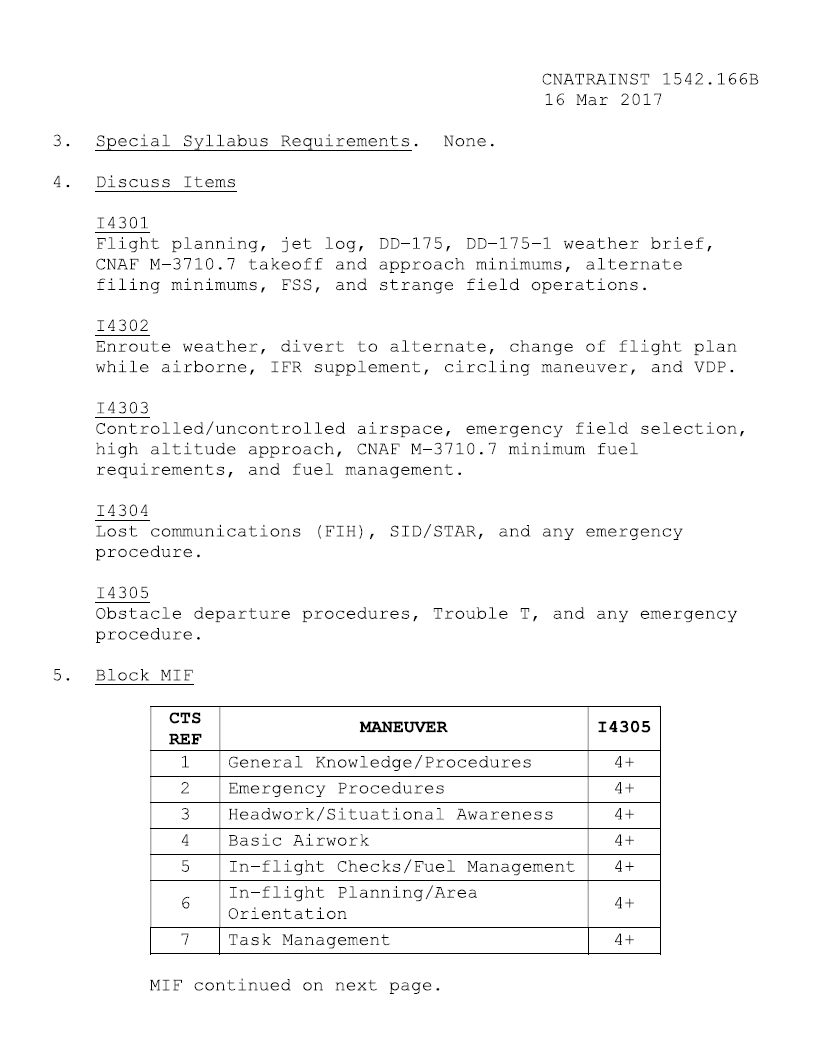 CNATRAINST 1542.166B
16 Mar 2017
3. Special Syllabus Requirements. None.
4. Discuss Items
I4301
Flight planning, jet log, DD-175, DD-175-1 weather brief,
CNAF M-3710.7 takeoff and approach minimums, alternate
filing minimums, FSS, and strange field operations.
I4302
Enroute weather, divert to alternate, change of flight plan
while airborne, IFR supplement, circling maneuver, and VDP.
I4303
Controlled/uncontrolled airspace, emergency field selection,
high altitude approach, CNAF M-3710.7 minimum fuel
requirements, and fuel management.
I4304
Lost communications (FIH), SID/STAR, and any emergency
procedure.
I4305
Obstacle departure procedures, Trouble T, and any emergency
procedure.
5. Block MIF
CTS REF MANEUVER I4305
1 General Knowledge/Procedures 4+
2 Emergency Procedures 4+
3 Headwork/Situational Awareness 4+
4 Basic Airwork 4+
5 In-flight Checks/Fuel Management 4+
6 In-flight Planning/Area
Orientation 4+
7 Task Management 4+
MIF continued on next page.